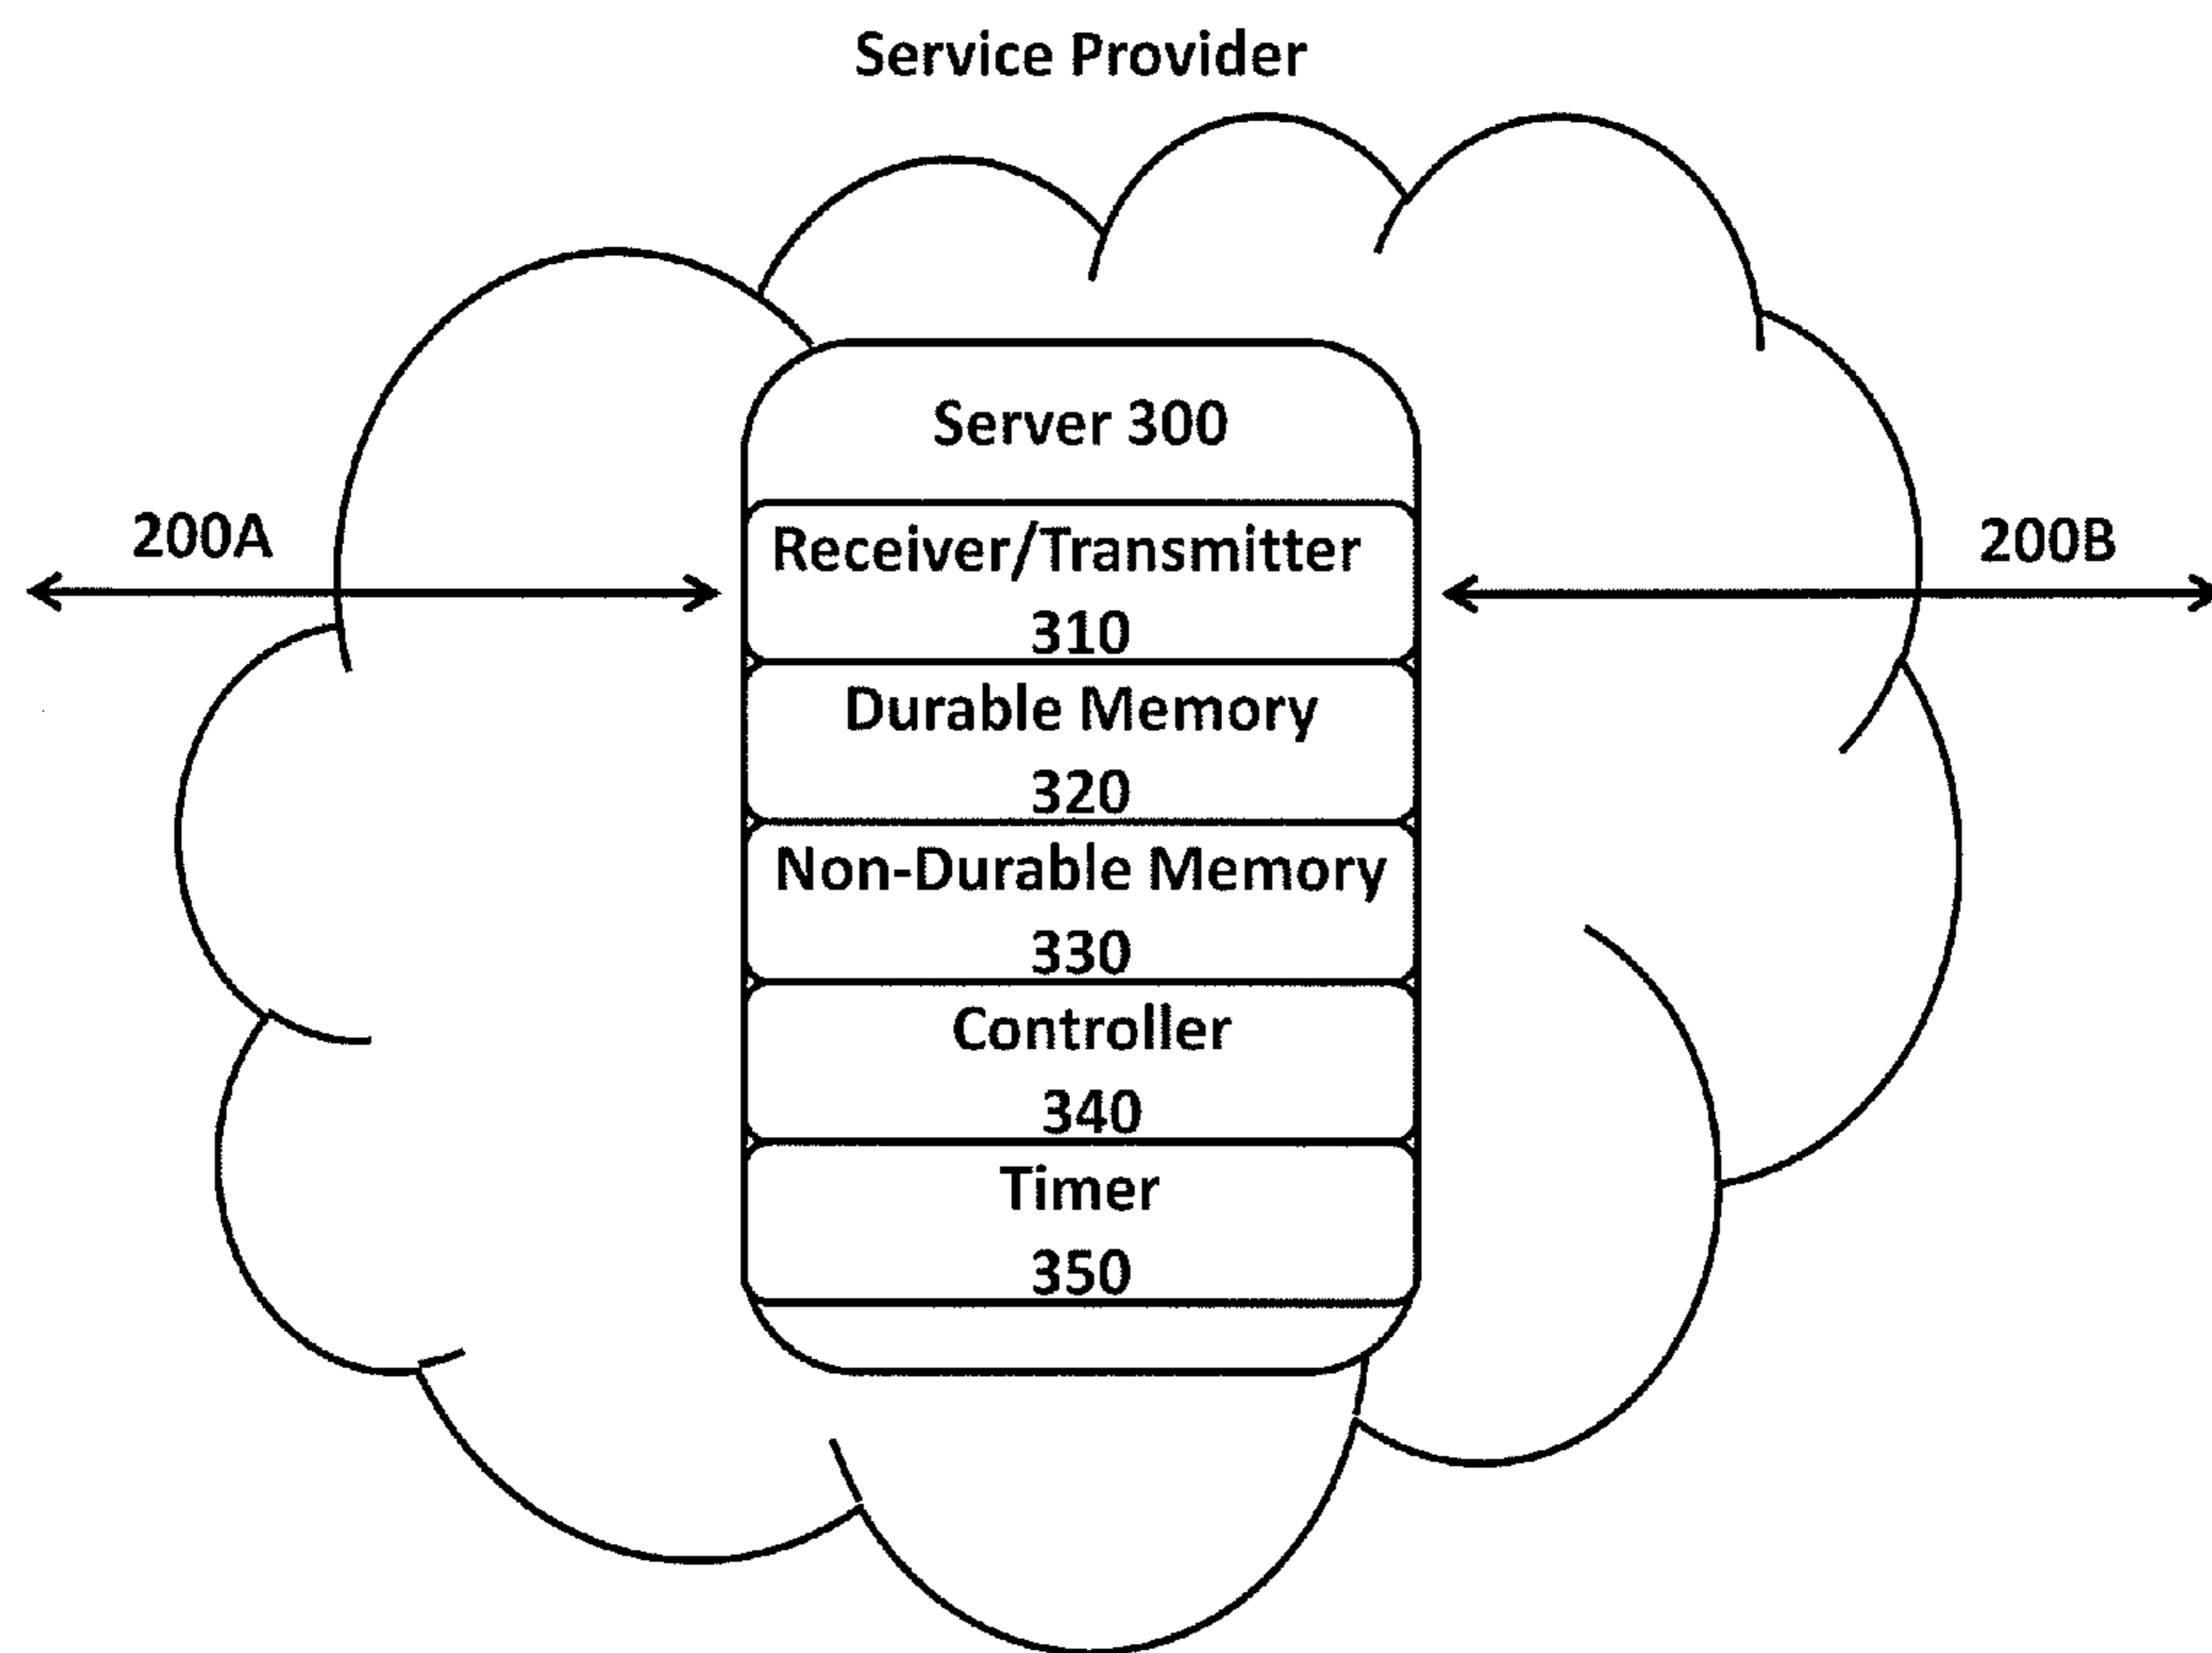 Service Provider
Server 300
200A
Receiver/Transmitter
310
200B
Durable Memory
320
Non-Durable Memory
330
Controller
340
Timer
350